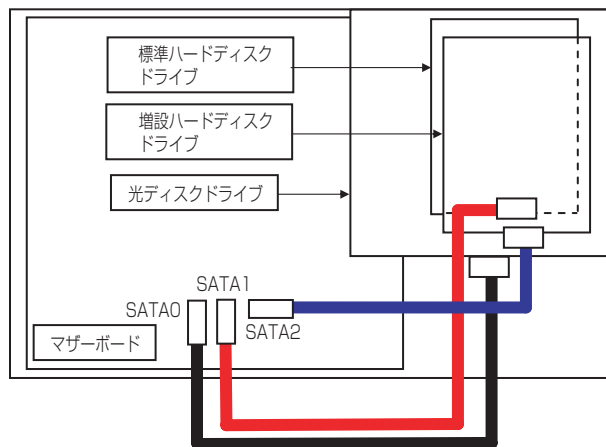 標準ハードディスク
ドライブ
増設ハードディスク
ドライブ
光ディスクドライブ
SATA1
SATA0
SATA2
マザーボード